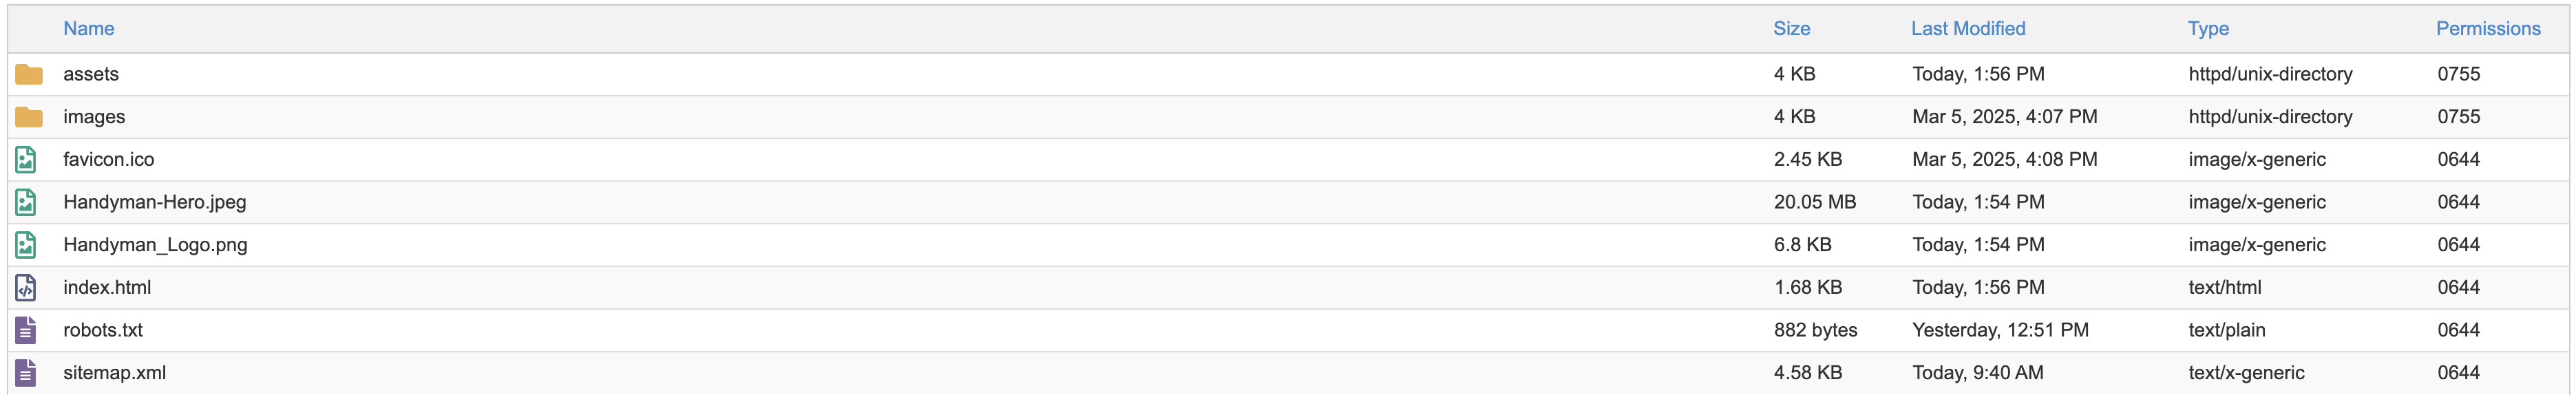 Name Size Last Modified Type Permissions
assets 4 KB Today, 1:56 PM httpd/unix-directory 0755
images 4 KB Mar 5, 2025, 4:07 PM httpd/unix-directory 0755
favicon.ico 2.45 KB Mar 5, 2025, 4:08 PM image/x-generic 0644
Handyman-Hero.jpeg 20.05 MB Today, 1:54 PM image/x-generic 0644
Handyman_Logo.png 6.8 KB Today, 1:54 PM image/x-generic 0644
index.html 1.68 KB Today, 1:56 PM text/html 0644
robots.txt 882 bytes Yesterday, 12:51 PM text/plain 0644
sitemap.xml 4.58 KB Today, 9:40 AM text/x-generic 0644